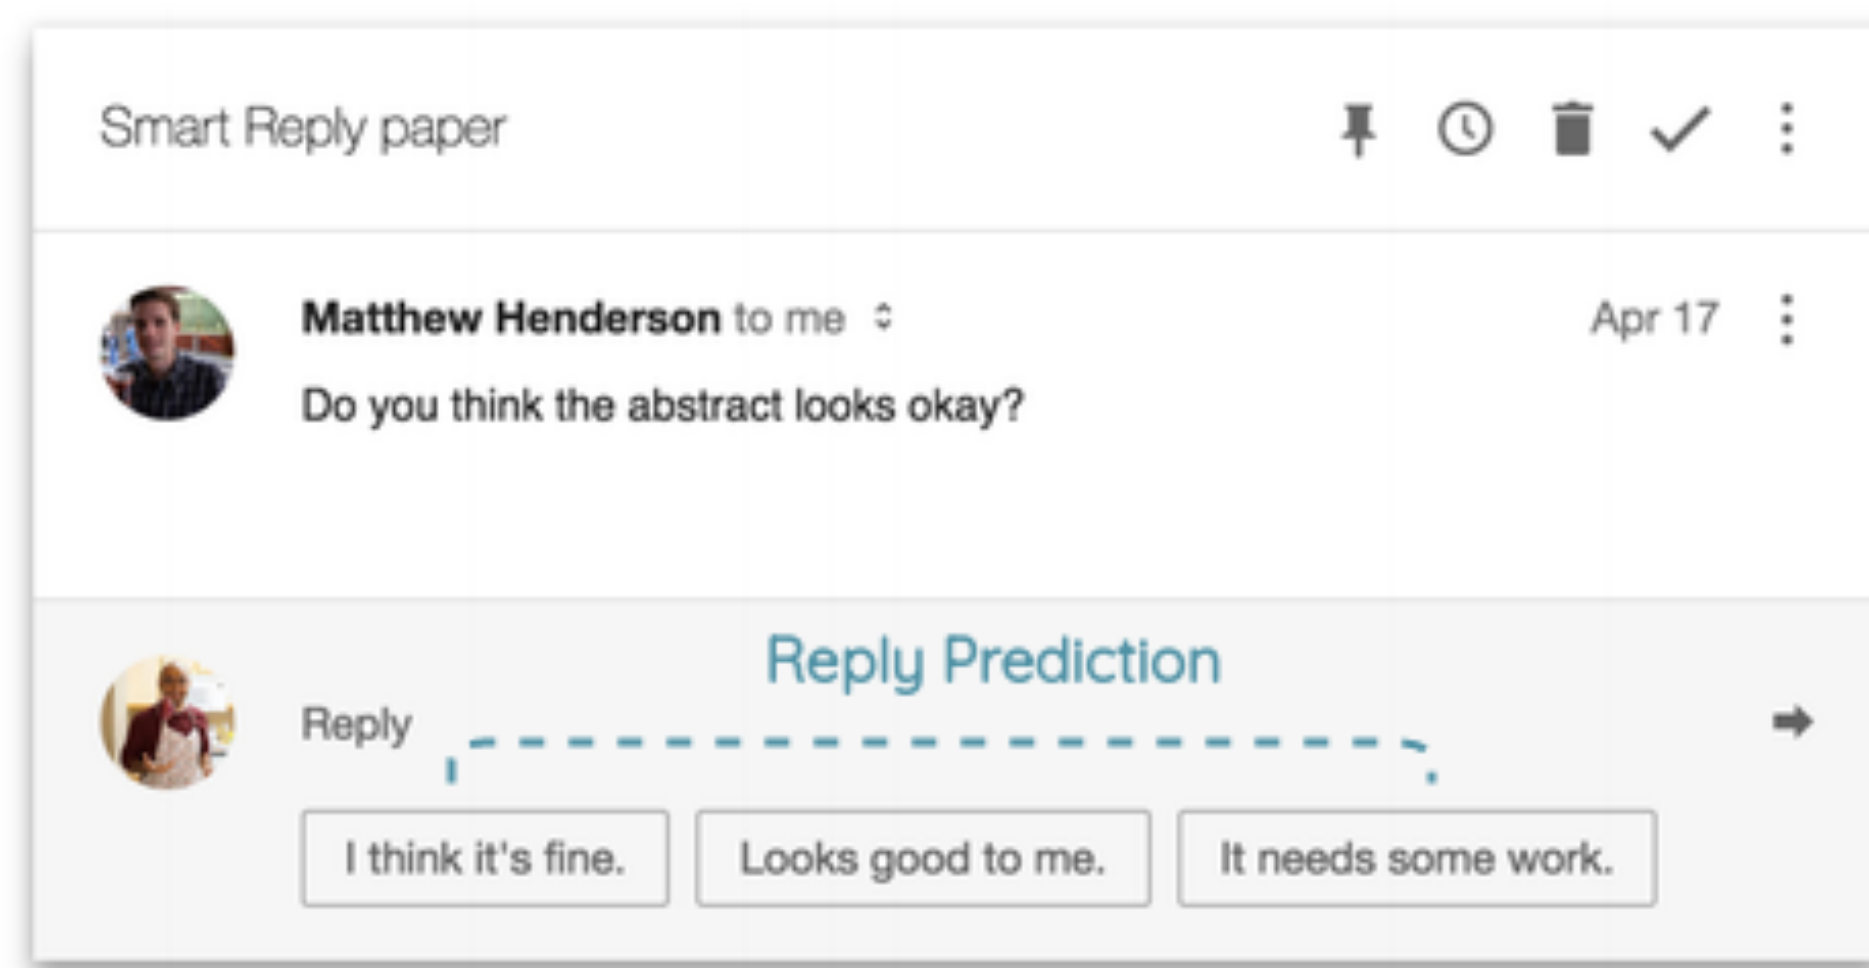 Smart Reply paper
Matthew Henderson to me
Apr 17
Do you think the abstract looks okay?
Reply Prediction
Reply
I think it's fine.
Looks good to me.
It needs some work.